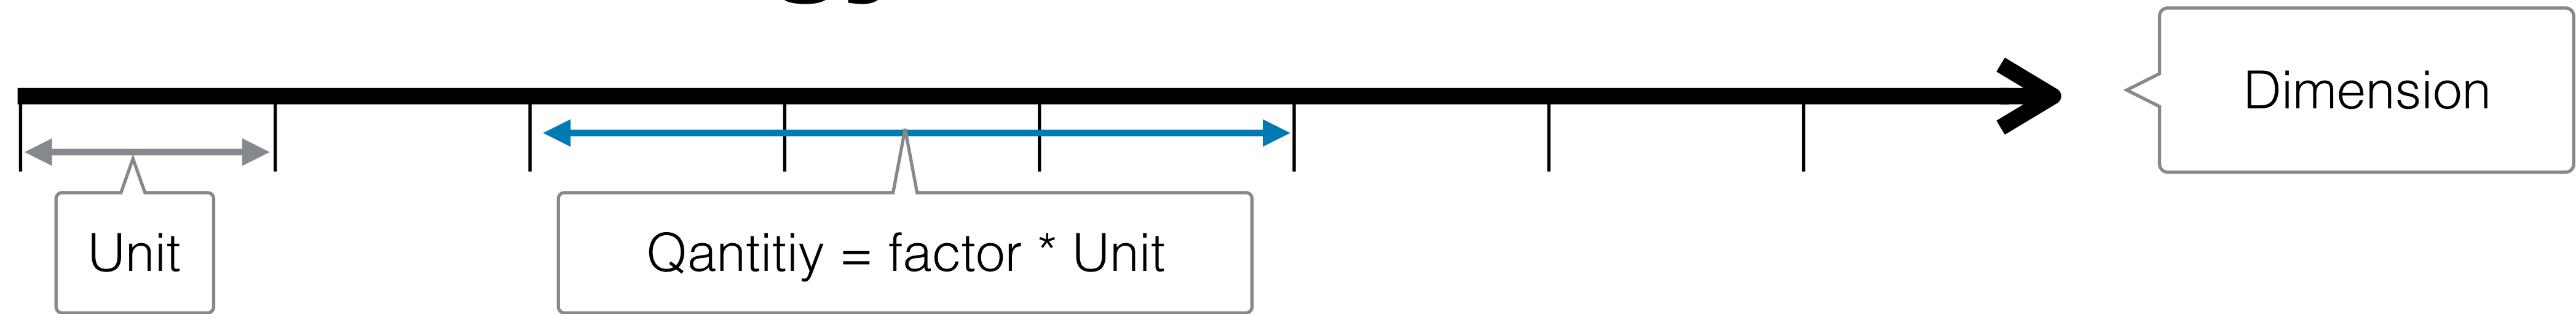 Dimension
Unit
Qantitiy = factor * Unit